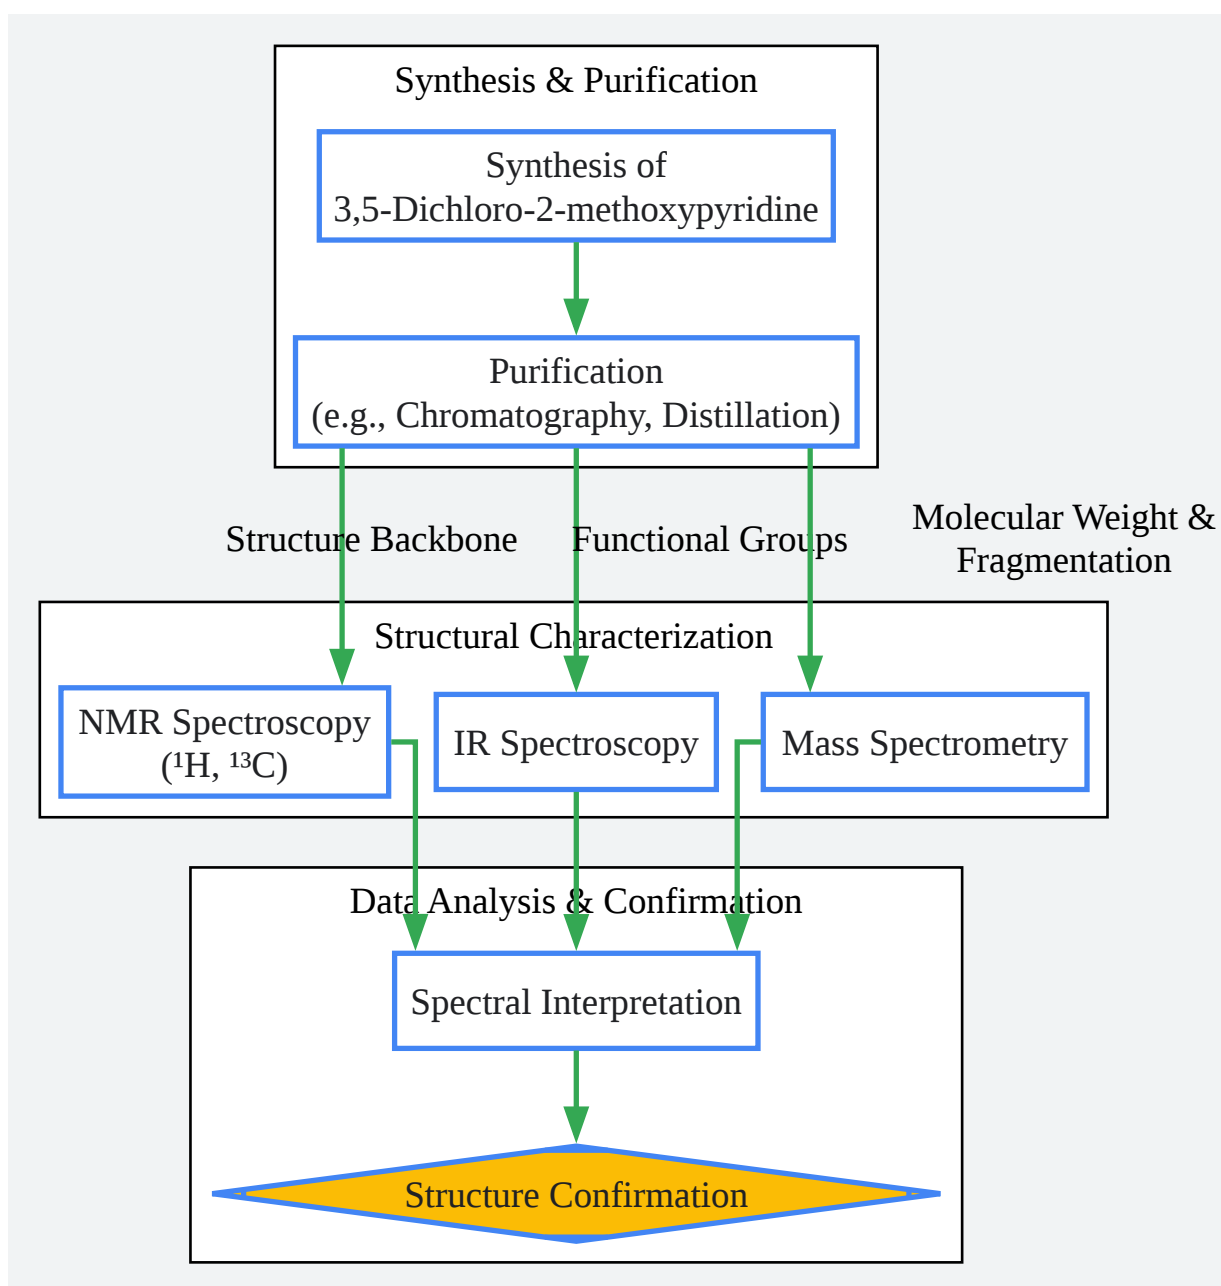 Synthesis & Purification
Synthesis of
3,5-Dichloro-2-methoxypyridine
Purification
(e.g., Chromatography, Distillation)
Structure Backbone
Functional Groups
Molecular Weight &
Fragmentation
Structural Characterization
NMR Spectroscopy
(¹H, ¹³C)
IR Spectroscopy
Mass Spectrometry
Data Analysis & Confirmation
Spectral Interpretation
Structure Confirmation